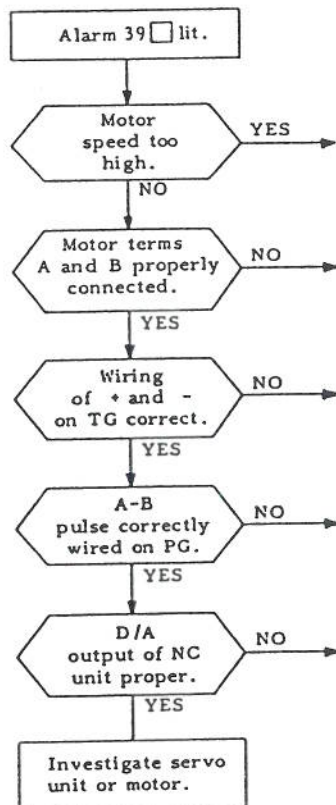 Alarm 39□ lit.
Motor
speed too
high.
YES
NO
Motor terms
A and B properly
connected.
NO
YES
Wiring
of + and -
on TG correct.
NO
YES
A-B
pulse correctly
wired on PG.
NO
YES
D/A
output of NC
unit proper.
NO
YES
Investigate servo
unit or motor.